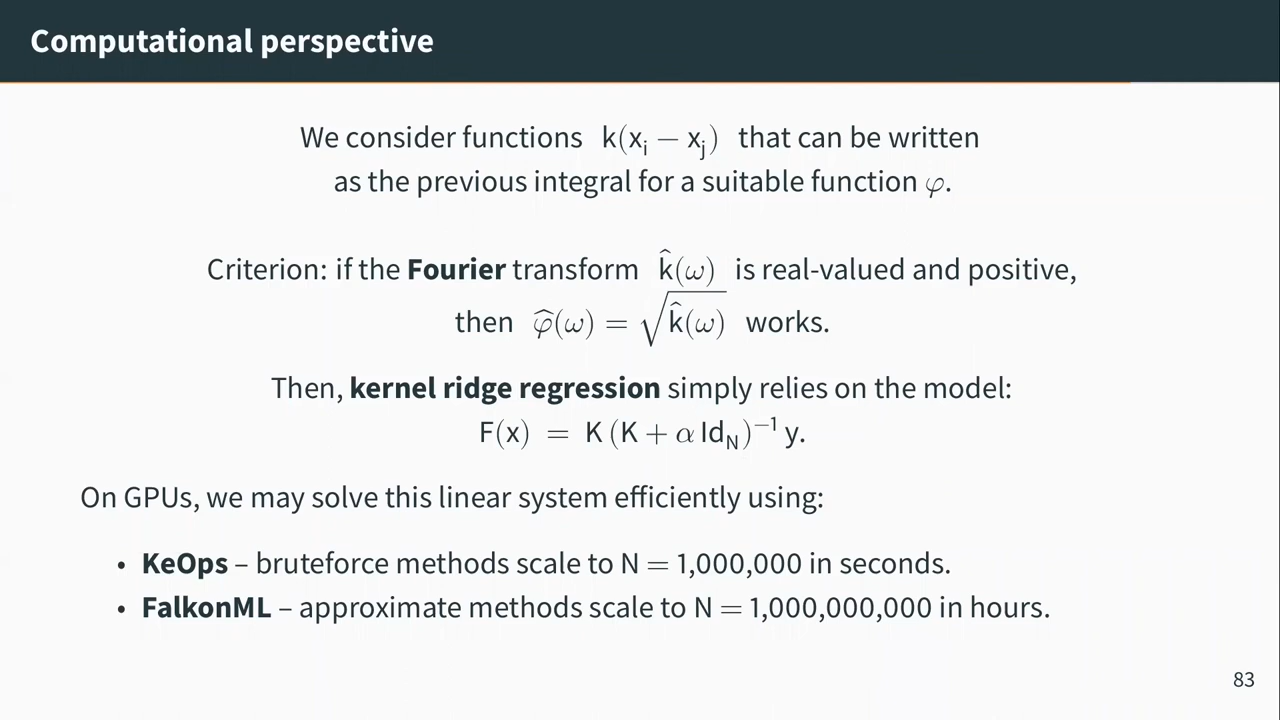 Computational perspective
We consider functions k(xᵢ − xⱼ) that can be written
as the previous integral for a suitable function φ.
Criterion: if the Fourier transform k̂(ω) is real-valued and positive,
then φ̂(ω) = √k̂(ω) works.
Then, kernel ridge regression simply relies on the model:
F(x) = K (K + α Id_N)⁻¹ y.
On GPUs, we may solve this linear system efficiently using:
• KeOps – bruteforce methods scale to N = 1,000,000 in seconds.
• FalkonML – approximate methods scale to N = 1,000,000,000 in hours.
83